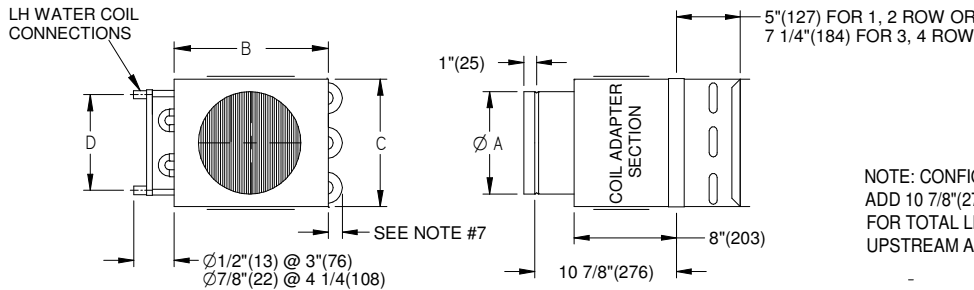 LH WATER COIL
CONNECTIONS
B
C
D
SEE NOTE #7
Ø1/2"(13) @ 3"(76)
Ø7/8"(22) @ 4 1/4(108)
1"(25)
Ø A
COIL ADAPTER
SECTION
5"(127) FOR 1, 2 ROW OR
7 1/4"(184) FOR 3, 4 ROW
8"(203)
10 7/8"(276)
NOTE:
ADD 10 7/8"
FOR TOTAL
UPSTREAM